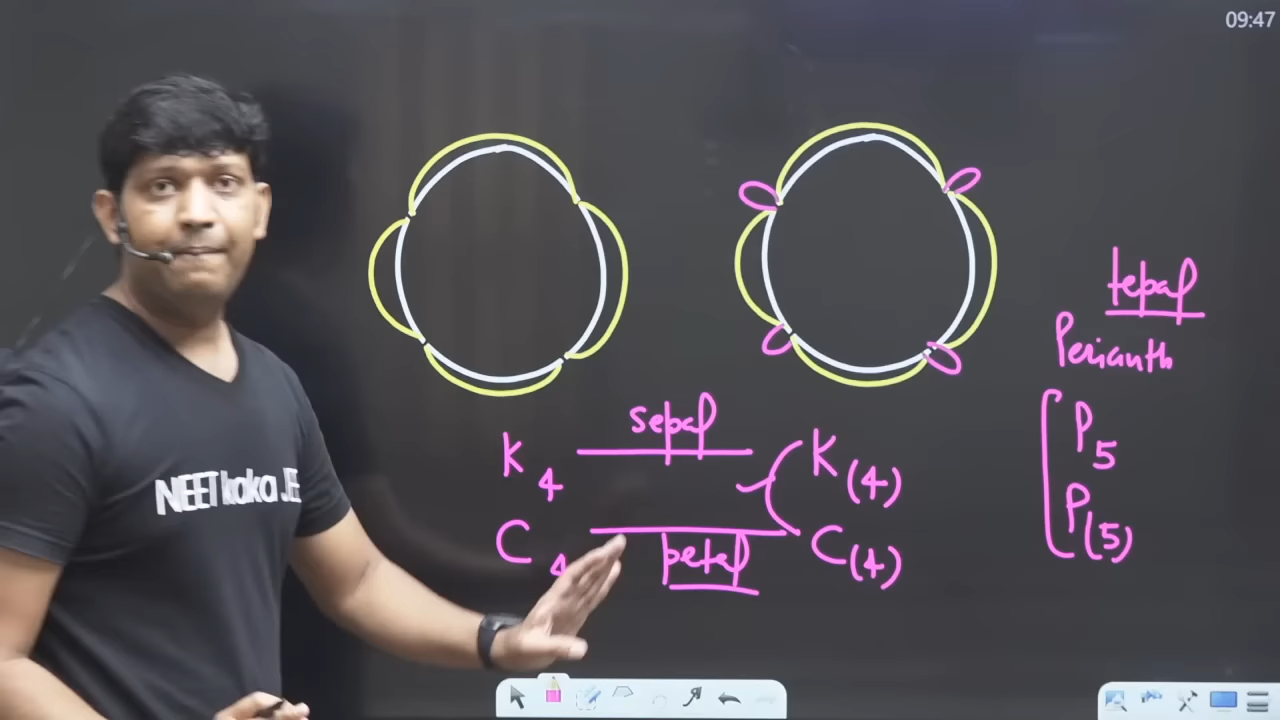 09:47
NEET kaka JEE
tepal
Perianth
sepal
K4
K(4)
P5
C4
petal
C(4)
P(5)